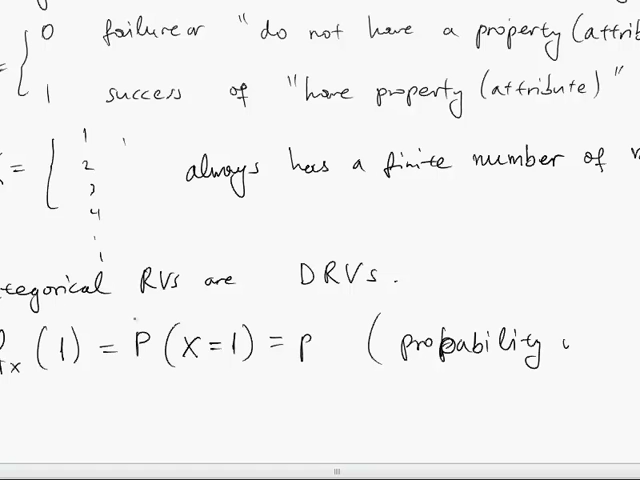 0 failure or "do not have a property (attrib
= { 1 success of "have property (attribute)"
= { 1 2 3 4 always has a finite number of
tegorical RVs are DRVs.
(1) = P(X=1) = p (probability